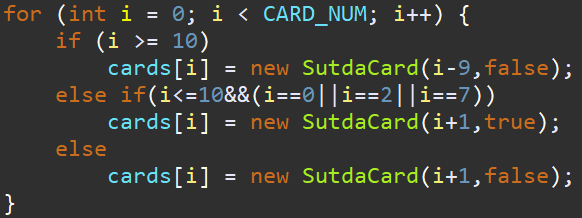 for (int i = 0; i < CARD_NUM; i++) {
    if (i >= 10)
        cards[i] = new SutdaCard(i-9,false);
    else if(i<=10&&(i==0||i==2||i==7))
        cards[i] = new SutdaCard(i+1,true);
    else
        cards[i] = new SutdaCard(i+1,false);
}